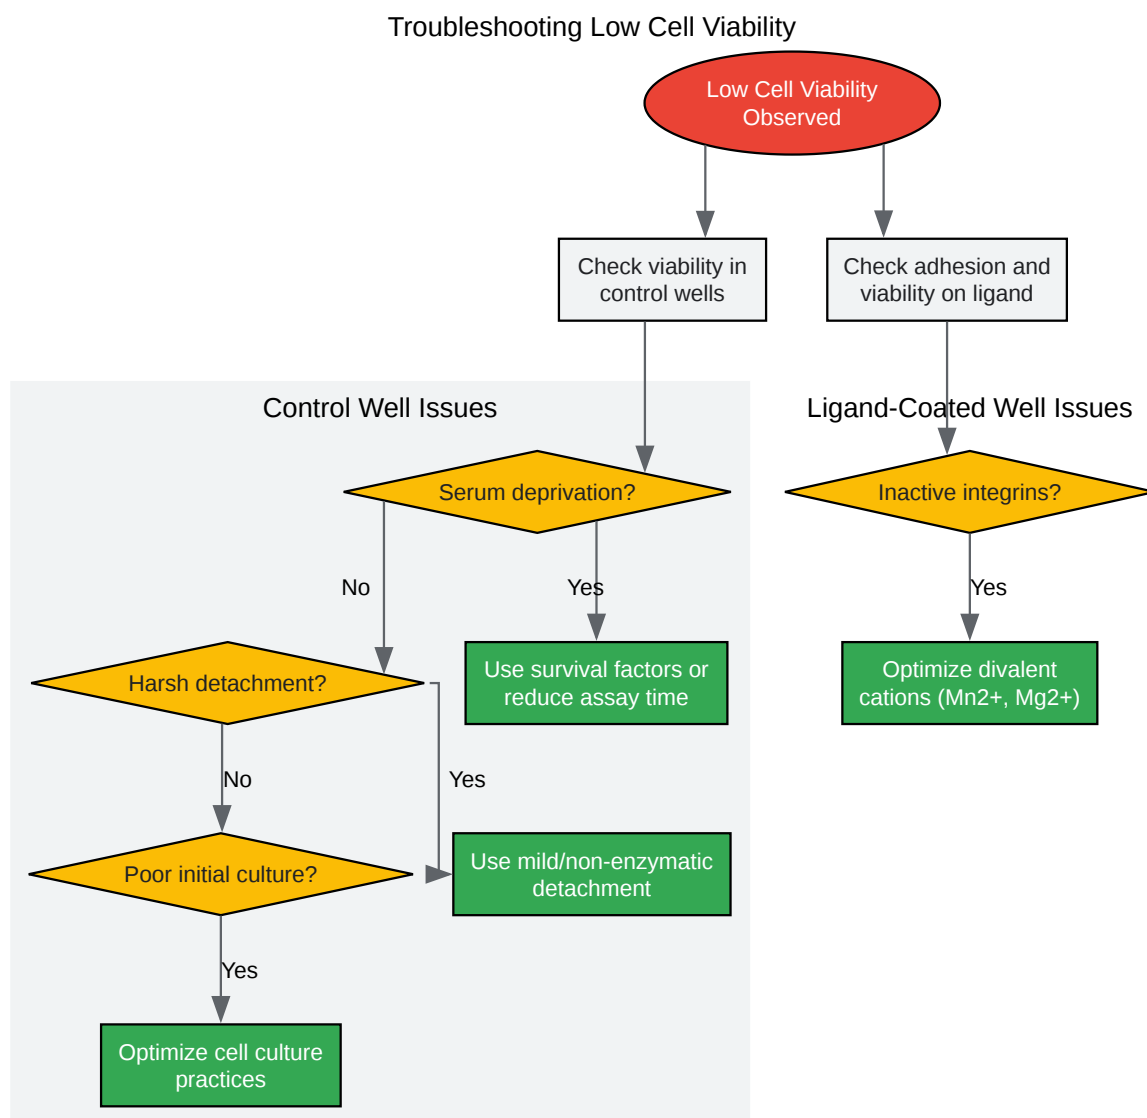 Troubleshooting Low Cell Viability
Low Cell Viability
Observed
Check viability in
control wells
Check adhesion and
viability on ligand
Control Well Issues
Ligand-Coated Well Issues
Serum deprivation?
Inactive integrins?
No
Yes
Yes
Harsh detachment?
Use survival factors or
reduce assay time
Optimize divalent
cations (Mn2+, Mg2+)
No
Yes
Poor initial culture?
Use mild/non-enzymatic
detachment
Yes
Optimize cell culture
practices